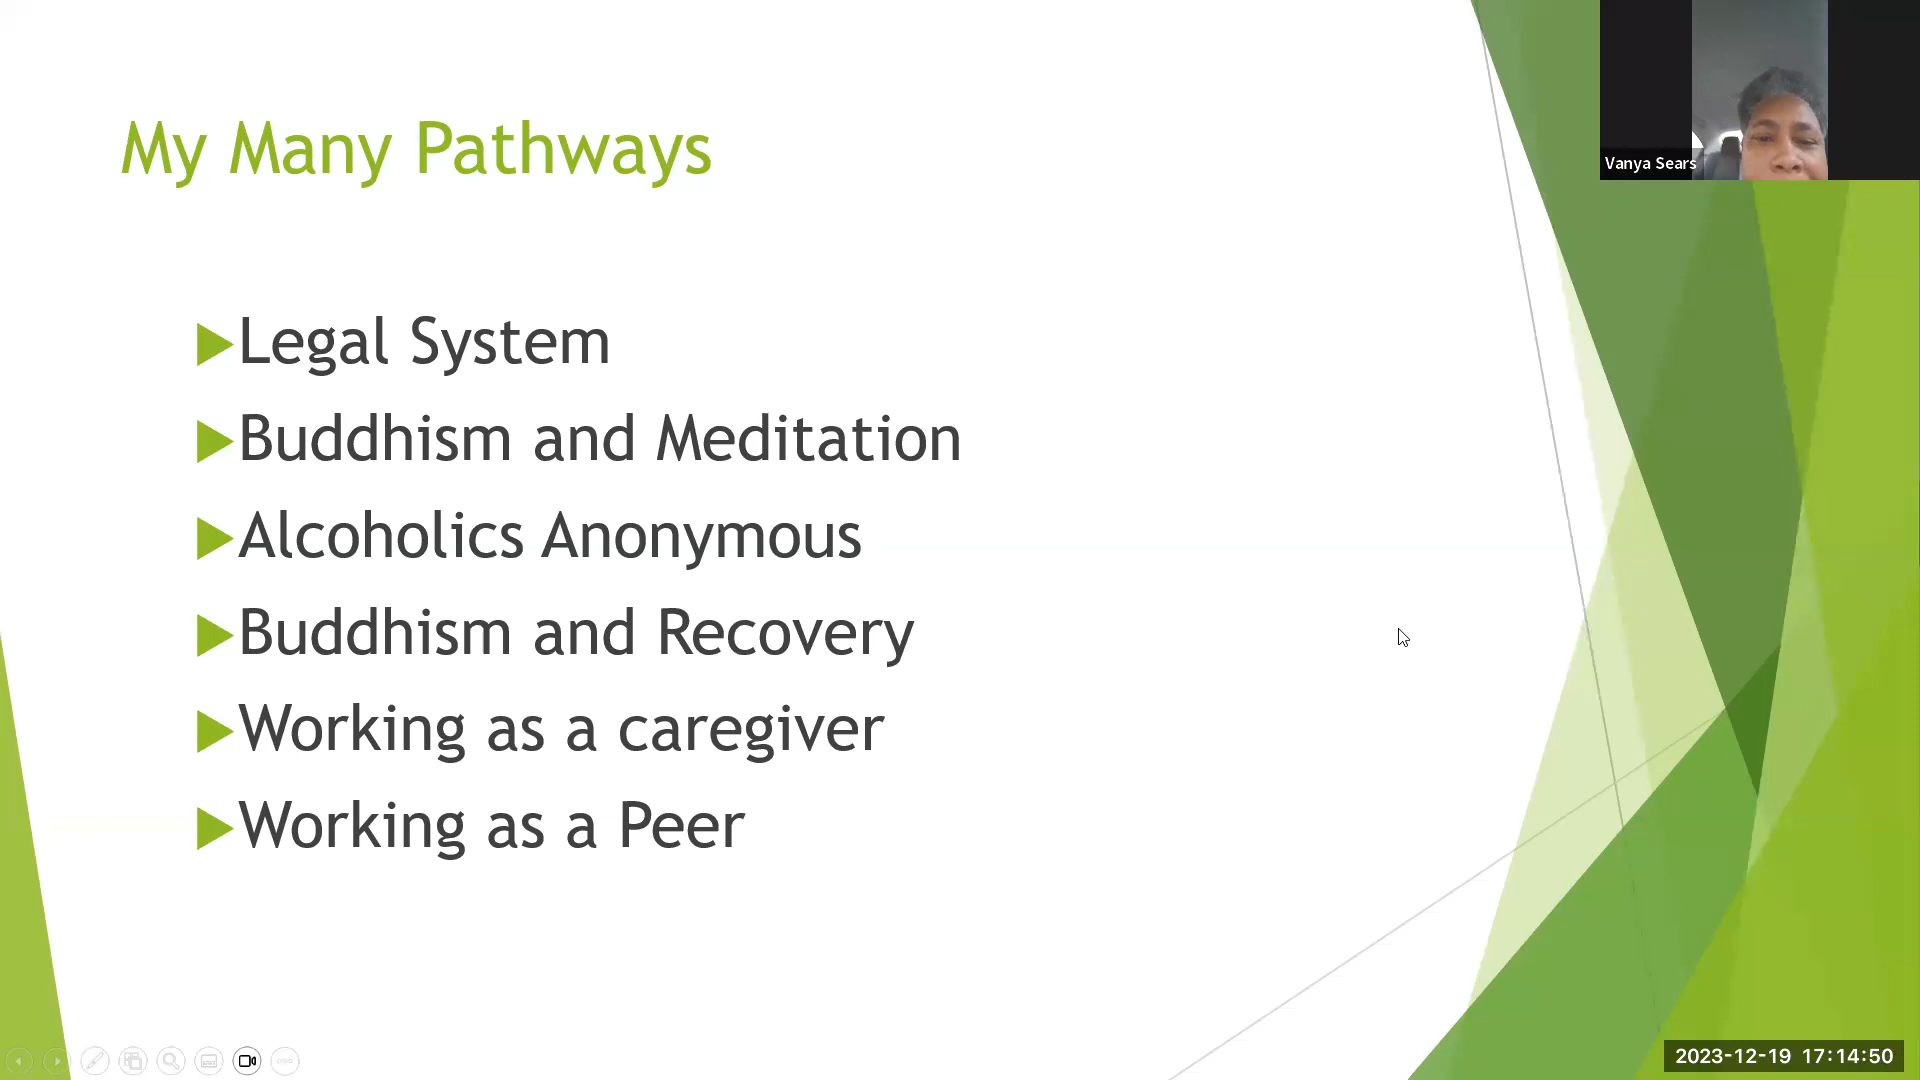 My Many Pathways
Vanya Sears
Legal System
Buddhism and Meditation
Alcoholics Anonymous
Buddhism and Recovery
Working as a caregiver
Working as a Peer
2023-12-19 17:14:50